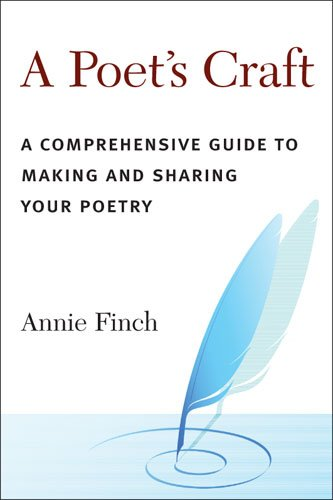 A Poet's Craft
A COMPREHENSIVE GUIDE TO
MAKING AND SHARING
YOUR POETRY
Annie Finch